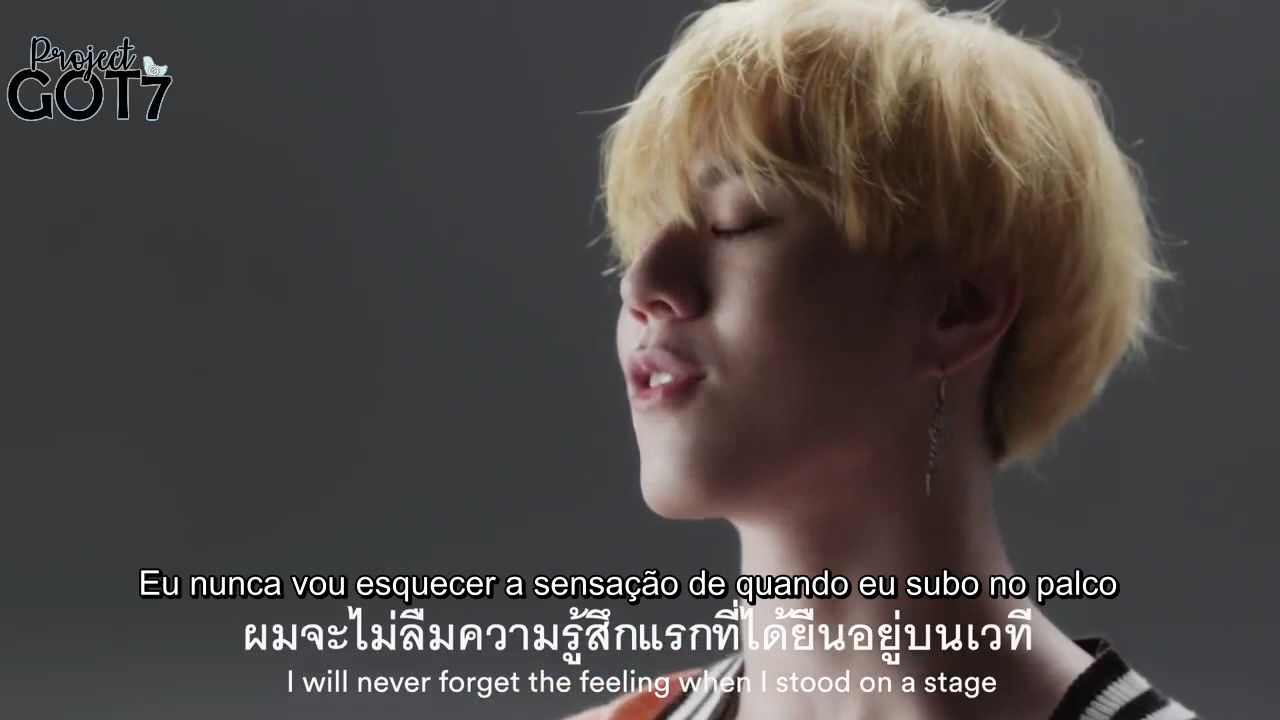 Project
GOT7
Eu nunca vou esquecer a sensação de quando eu subo no palco
ผมจะไม่ลืมความรู้สึกแรกที่ได้ยืนอยู่บนเวที
I will never forget the feeling when I stood on a stage